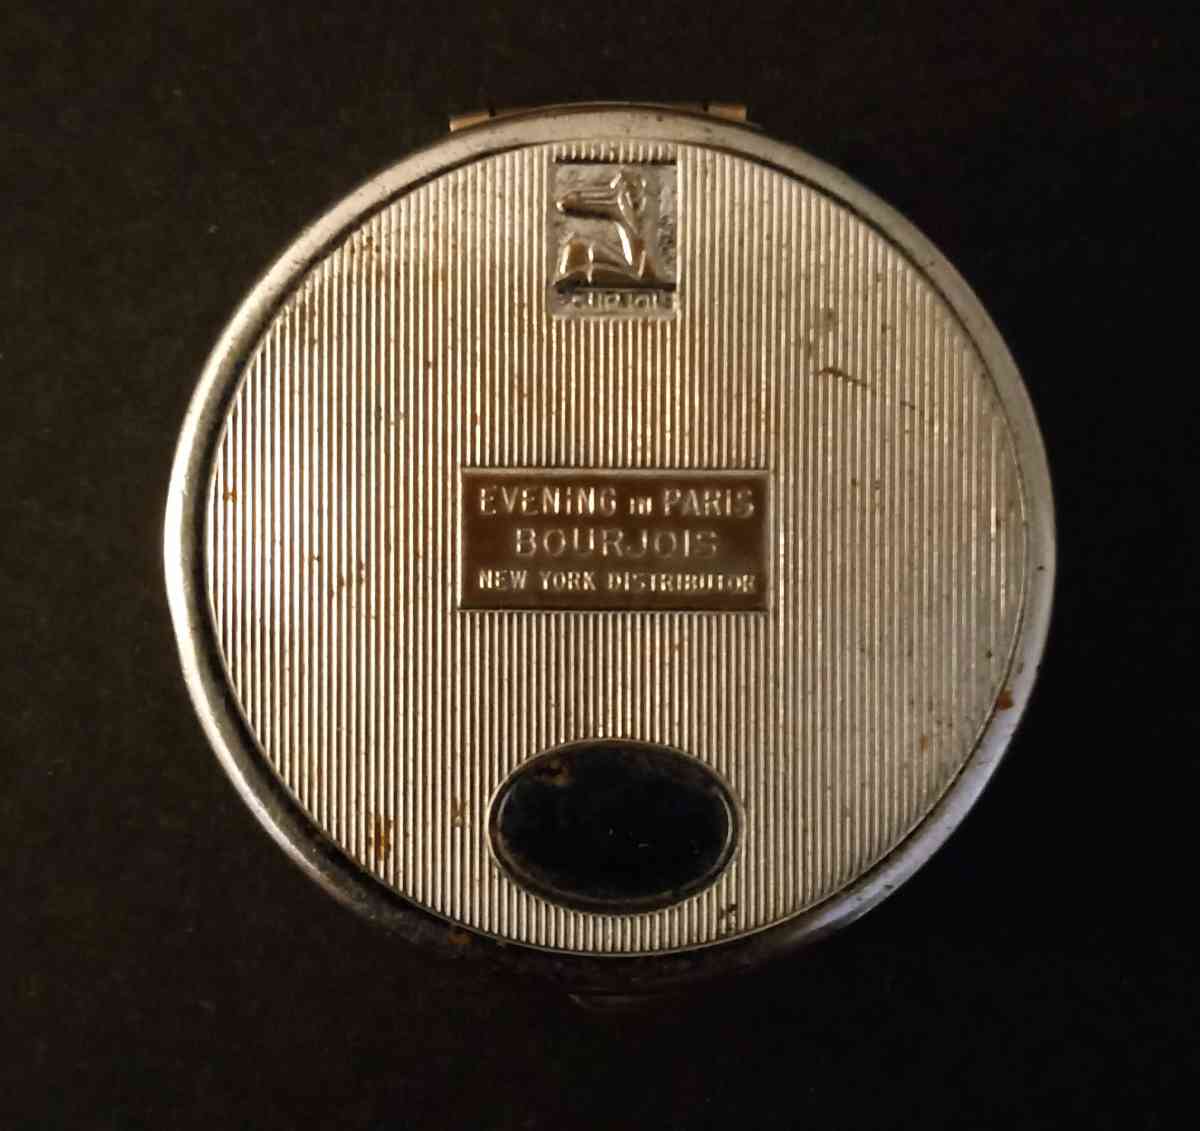 BOURJOIS
EVENiNG in PARIS
BOURJOIS
NEW YORK DISTRIBUTOR